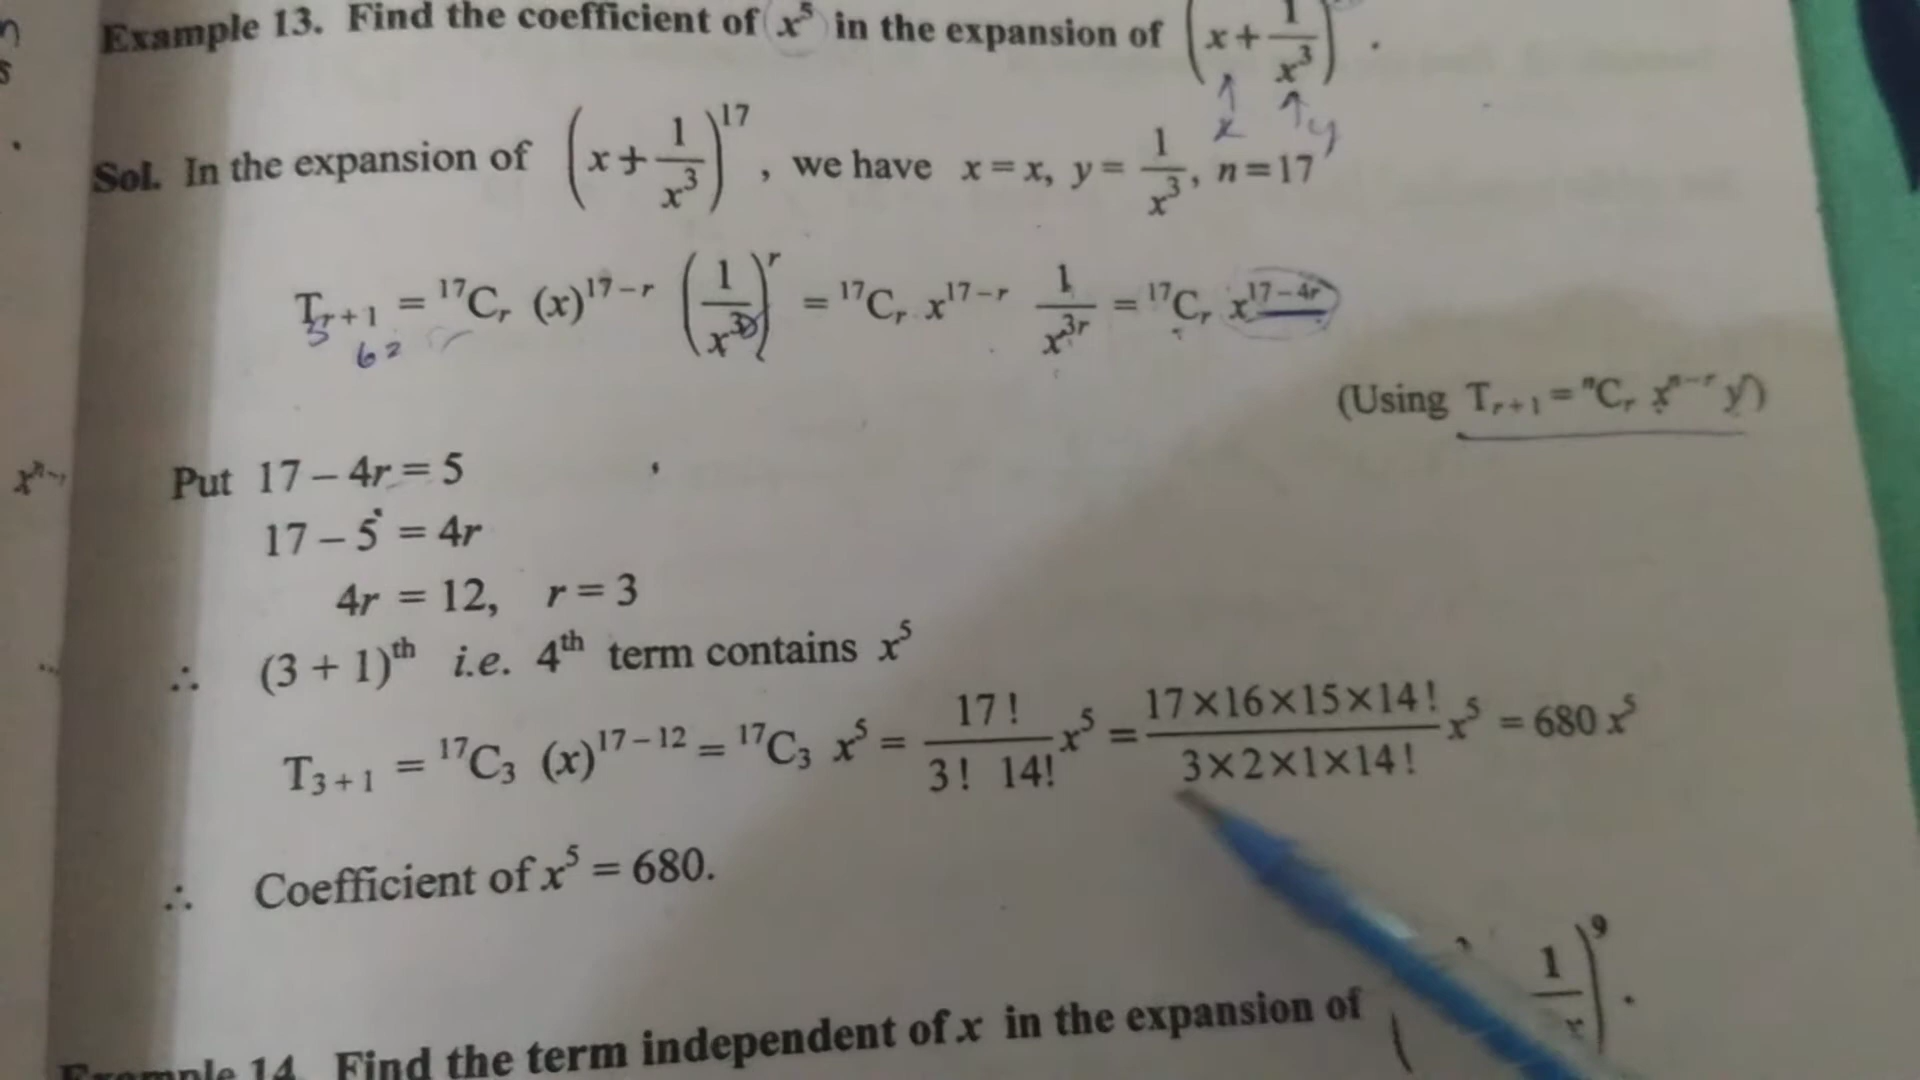 Example 13. Find the coefficient of x⁵ in the expansion of (x + 1/x³).
Sol. In the expansion of (x + 1/x³)¹⁷, we have x = x, y = 1/x³, n = 17
x y
Tᵣ₊₁ = ¹⁷Cᵣ (x)¹⁷⁻ʳ (1/x³)ʳ = ¹⁷Cᵣ x¹⁷⁻ʳ 1/x³ʳ = ¹⁷Cᵣ x¹⁷⁻⁴ʳ
(Using Tᵣ₊₁ = ⁿCᵣ xⁿ⁻ʳ yʳ)
Put 17 – 4r = 5
17 – 5 = 4r
4r = 12, r = 3
∴ (3 + 1)ᵗʰ i.e. 4ᵗʰ term contains x⁵
T₃₊₁ = ¹⁷C₃ (x)¹⁷⁻¹² = ¹⁷C₃ x⁵ = 17!/(3! 14!) x⁵ = (17×16×15×14!)/(3×2×1×14!) x⁵ = 680 x⁵
∴ Coefficient of x⁵ = 680.
Example 14. Find the term independent of x in the expansion of ( 1/x)⁹.